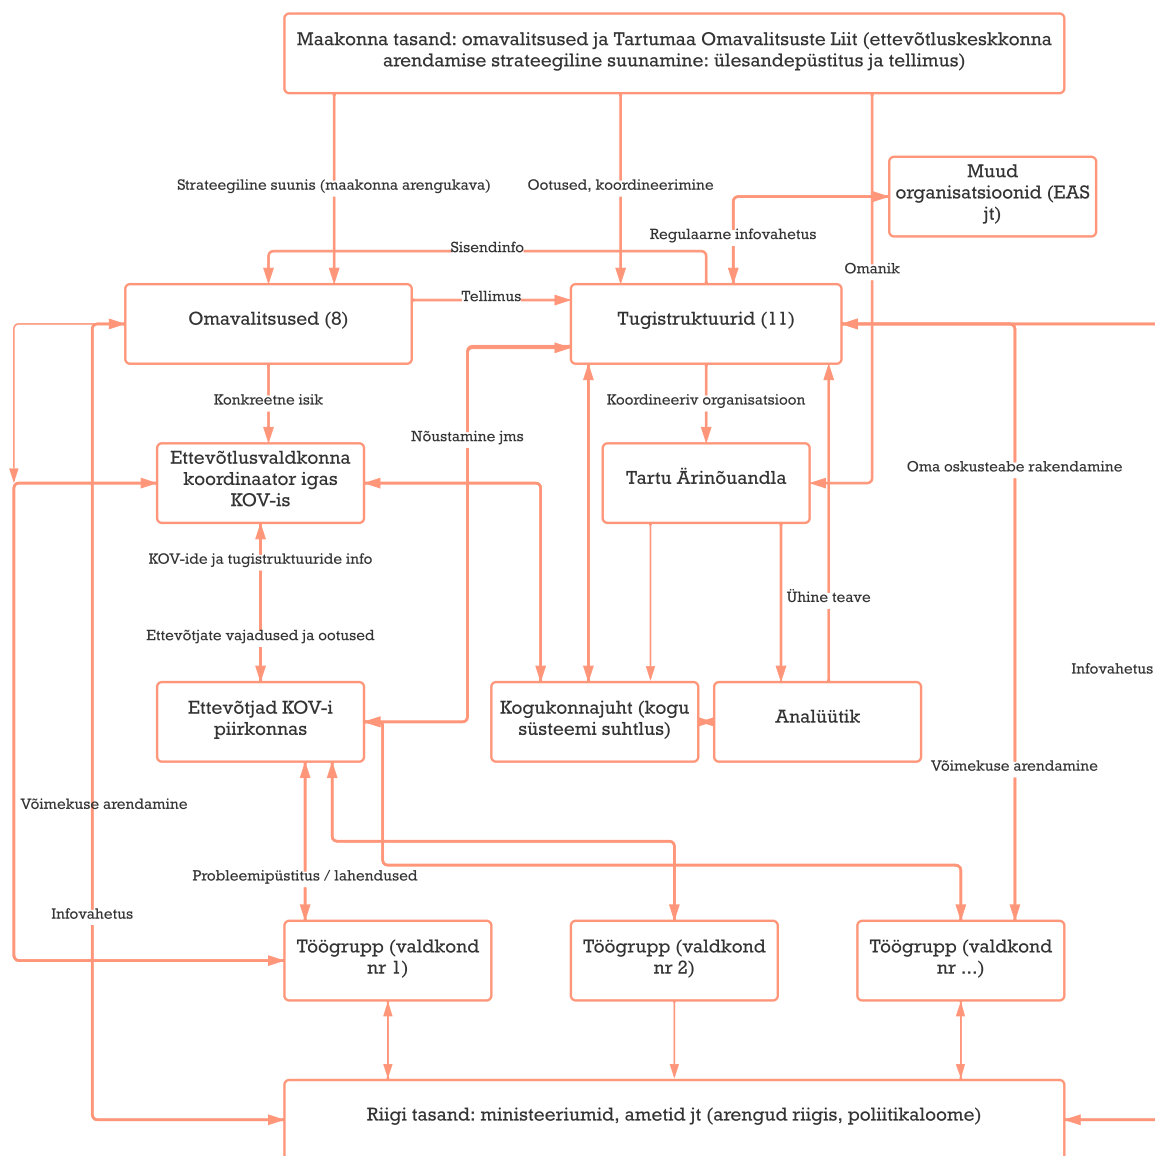 Maakonna tasand: omavalitsused ja Tartumaa Omavalitsuste Liit (ettevõtluskeskkonna
arendamise strateegiline suunamine: ülesandepüstitus ja tellimus)
Muud
organisatsioonid (EAS
jt)
Strateegiline suunis (maakonna arengukava)
Ootused, koordineerimine
Regulaarne infovahetus
Sisendinfo
Omanik
Tellimus
Omavalitsused (8)
Tugistruktuurid (11)
Konkreetne isik
Koordineeriv organisatsioon
Nõustamine jms
Ettevõtlusvaldkonna
koordinaator igas
KOV-is
Tartu Ärinõuandla
Oma oskusteabe rakendamine
KOV-ide ja tugistruktuuride info
Ühine teave
Ettevõtjate vajadused ja ootused
Infovahetus
Ettevõtjad KOV-i
piirkonnas
Kogukonnajuht (kogu
süsteemi suhtlus)
Analüütik
Võimekuse arendamine
Võimekuse arendamine
Probleemipüstitus / lahendused
Infovahetus
Töögrupp (valdkond
nr 1)
Töögrupp (valdkond
nr 2)
Töögrupp (valdkond
nr ...)
Riigi tasand: ministeeriumid, ametid jt (arengud riigis, poliitikaloome)